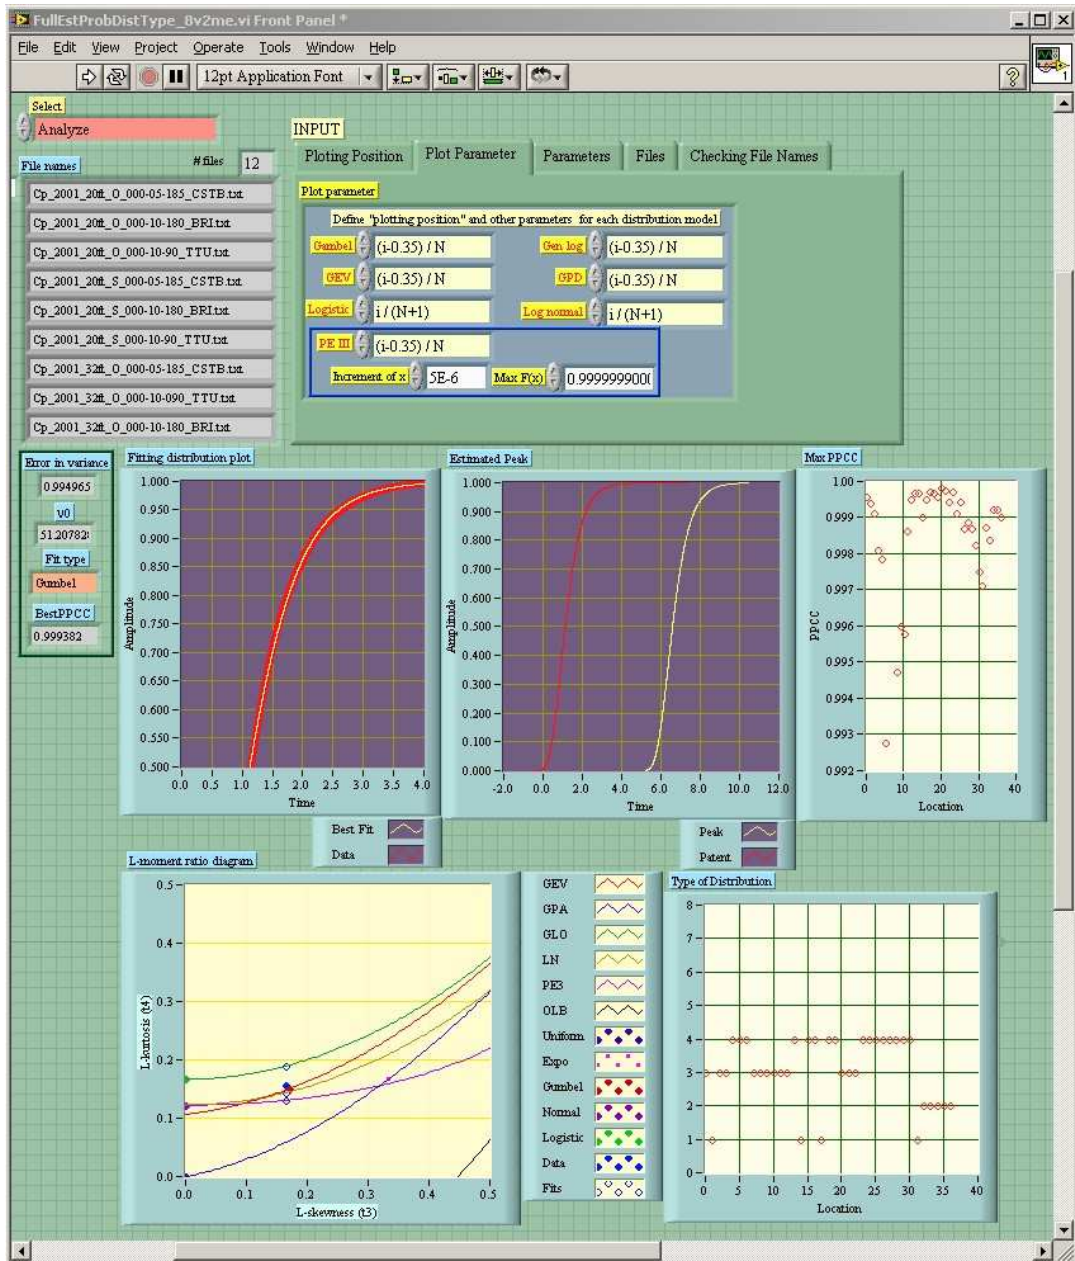 FullEstProbDistType_8v2me.vi Front Panel *
File Edit View Project Operate Tools Window Help
12pt Application Font
?
1
Select
Analyze
File names
# files 12
Cp_2001_20ft_O_000-05-185_CSTB.txt
Cp_2001_20ft_O_000-10-180_BRI.txt
Cp_2001_20ft_O_000-10-90_TTU.txt
Cp_2001_20ft_S_000-05-185_CSTB.txt
Cp_2001_20ft_S_000-10-180_BRI.txt
Cp_2001_20ft_S_000-10-90_TTU.txt
Cp_2001_32ft_O_000-05-185_CSTB.txt
Cp_2001_32ft_O_000-10-090_TTU.txt
Cp_2001_32ft_O_000-10-180_BRI.txt
INPUT
Ploting Position Plot Parameter Parameters Files Checking File Names
Plot parameter
Define "plotting position" and other parameters for each distribution model
Gumbel (i-0.35) / N Gen log (i-0.35) / N
GEV (i-0.35) / N GPD (i-0.35) / N
Logistic i / (N+1) Log normal i / (N+1)
PE III (i-0.35) / N
Increment of x 5E-6 Max F(x)
Error in variance
0.994965
v0
Fit type
Gumbel
BestPPCC
0.999382
Fitting distribution plot
Amplitude
1.000
0.950
0.900
0.850
0.800
0.750
0.700
0.650
0.600
0.550
0.500
0.0 0.5 1.0 1.5 2.0 2.5 3.0 3.5 4.0
Time
Best Fit
Data
Estimated Peak
Amplitude
1.000
0.900
0.800
0.700
0.600
0.500
0.400
0.300
0.200
0.100
0.000
-2.0 0.0 2.0 4.0 6.0 8.0 10.0 12.0
Time
Peak
Patent
Max PPCC
PPCC
1.00
0.999
0.998
0.997
0.996
0.995
0.994
0.993
0.992
0 10 20 30 40
Location
L-moment ratio diagram
L-kurtosis (t4)
0.5
0.4
0.3
0.2
0.1
0.0
0.0 0.1 0.2 0.3 0.4 0.5
L-skewness (t3)
GEV
GPA
GLO
LN
PE3
OLB
Uniform
Expo
Gumbel
Normal
Logistic
Data
Fits
Type of Distribution
8
7
6
5
4
3
2
1
0
0 5 10 15 20 25 30 35 40
Location